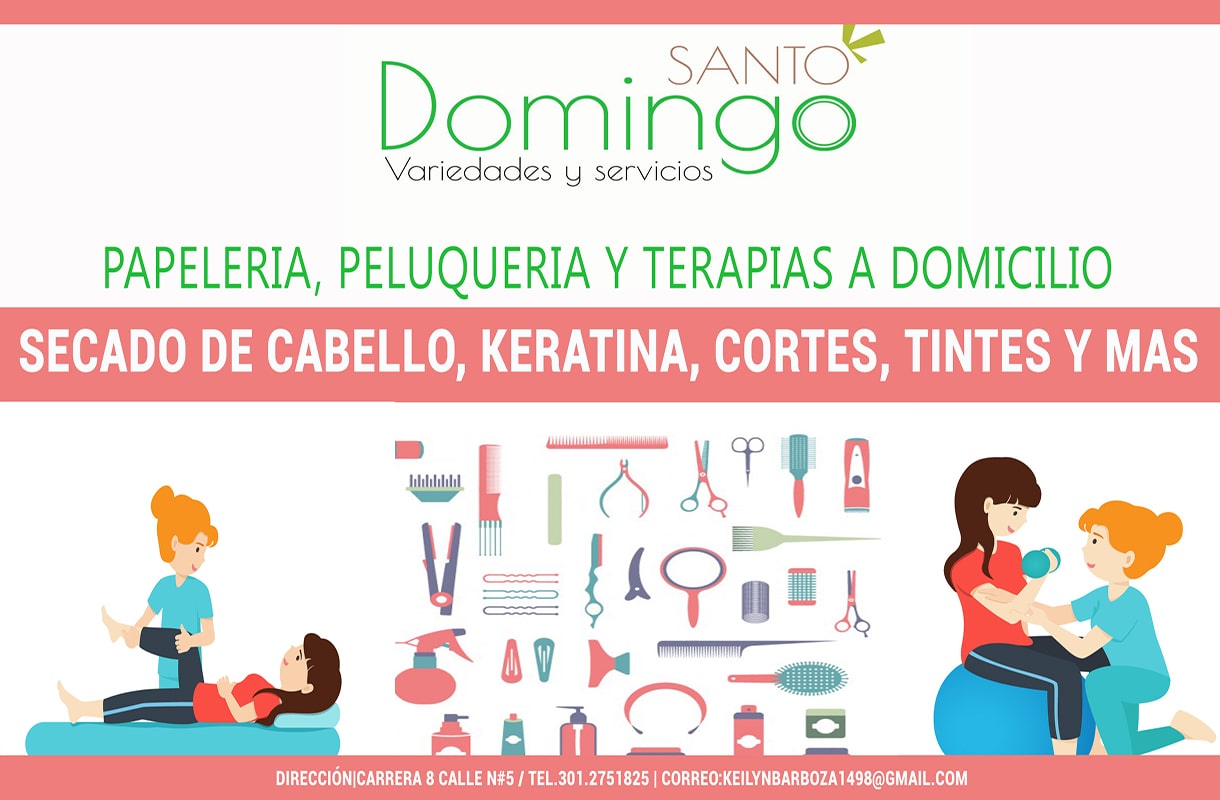 SANTO
Domingo
Variedades y servicios
PAPELERIA, PELUQUERIA Y TERAPIAS A DOMICILIO
SECADO DE CABELLO, KERATINA, CORTES, TINTES Y MAS
DIRECCIÓN|CARRERA 8 CALLE N#5 / TEL.301.2751825 | CORREO:KEILYNBARBOZA1498@GMAIL.COM